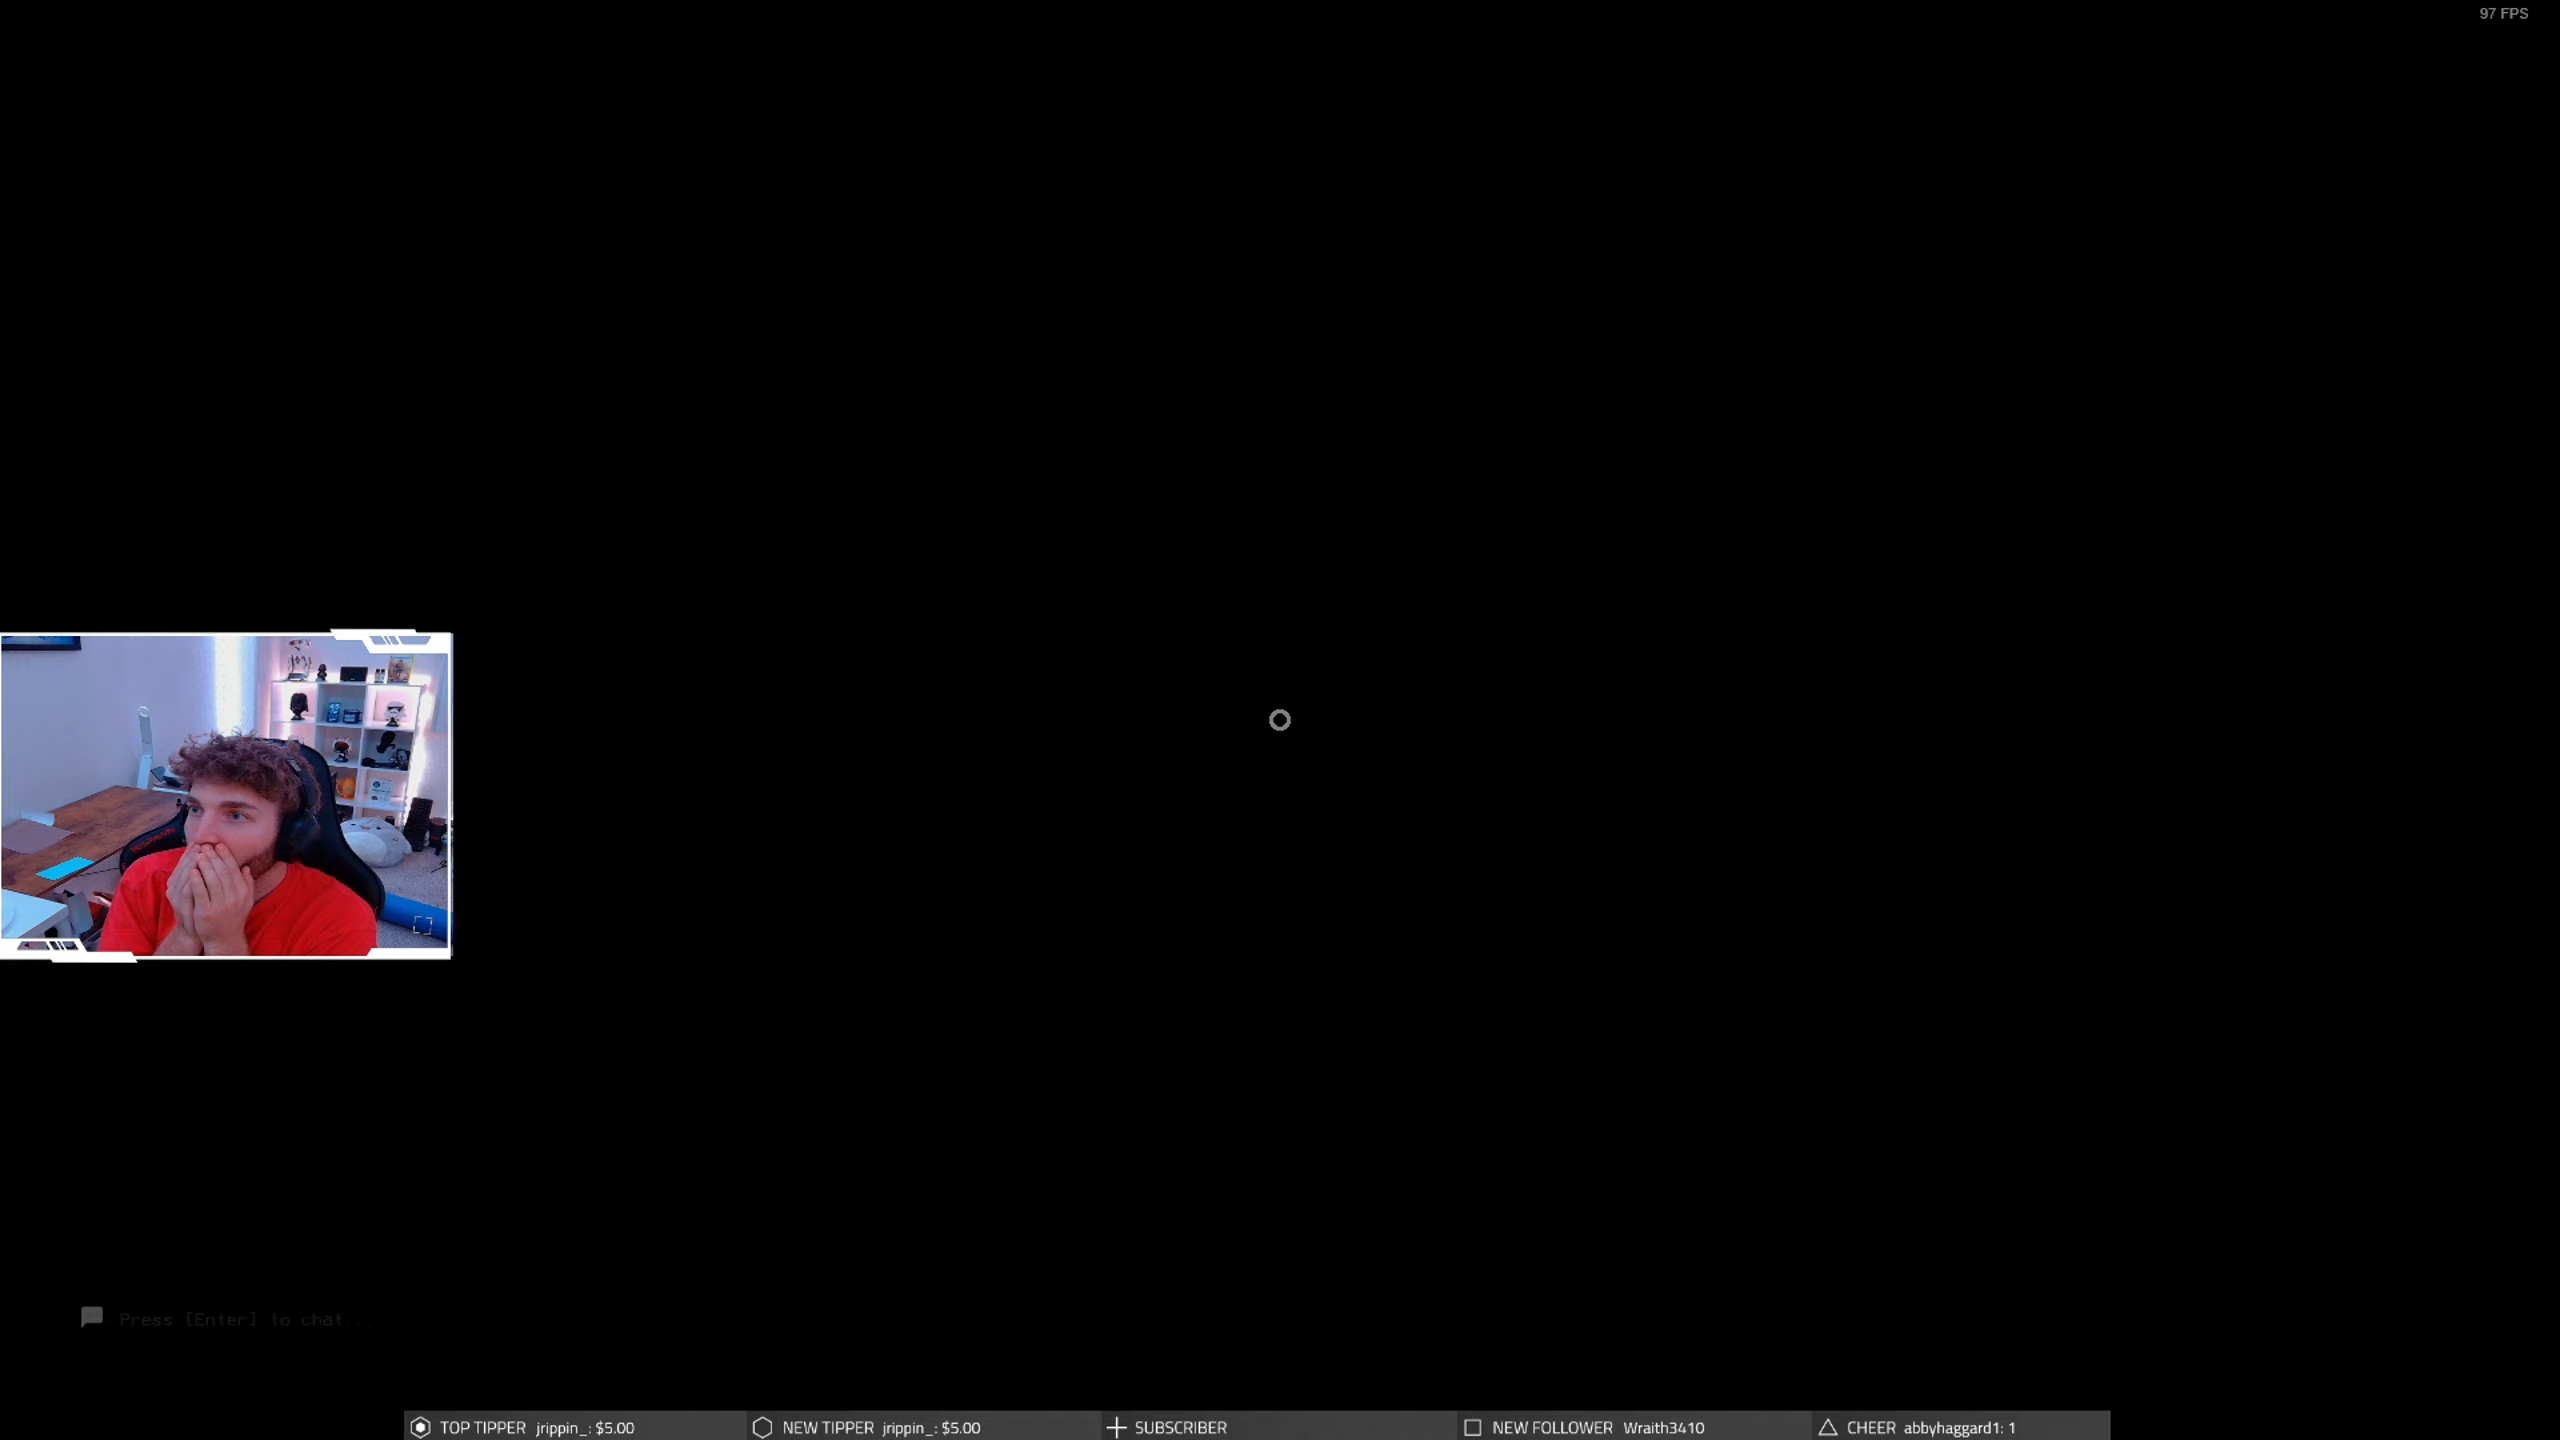 97 FPS
Press [Enter] to chat...
TOP TIPPER jrippin_: $5.00
NEW TIPPER jrippin_: $5.00
SUBSCRIBER
NEW FOLLOWER Wraith3410
CHEER abbyhaggard1: 1